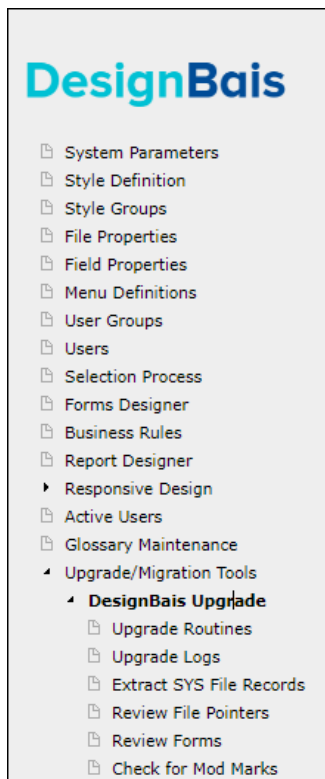 DesignBais
System Parameters
Style Definition
Style Groups
File Properties
Field Properties
Menu Definitions
User Groups
Users
Selection Process
Forms Designer
Business Rules
Report Designer
Responsive Design
Active Users
Glossary Maintenance
Upgrade/Migration Tools
DesignBais Upgrade
Upgrade Routines
Upgrade Logs
Extract SYS File Records
Review File Pointers
Review Forms
Check for Mod Marks